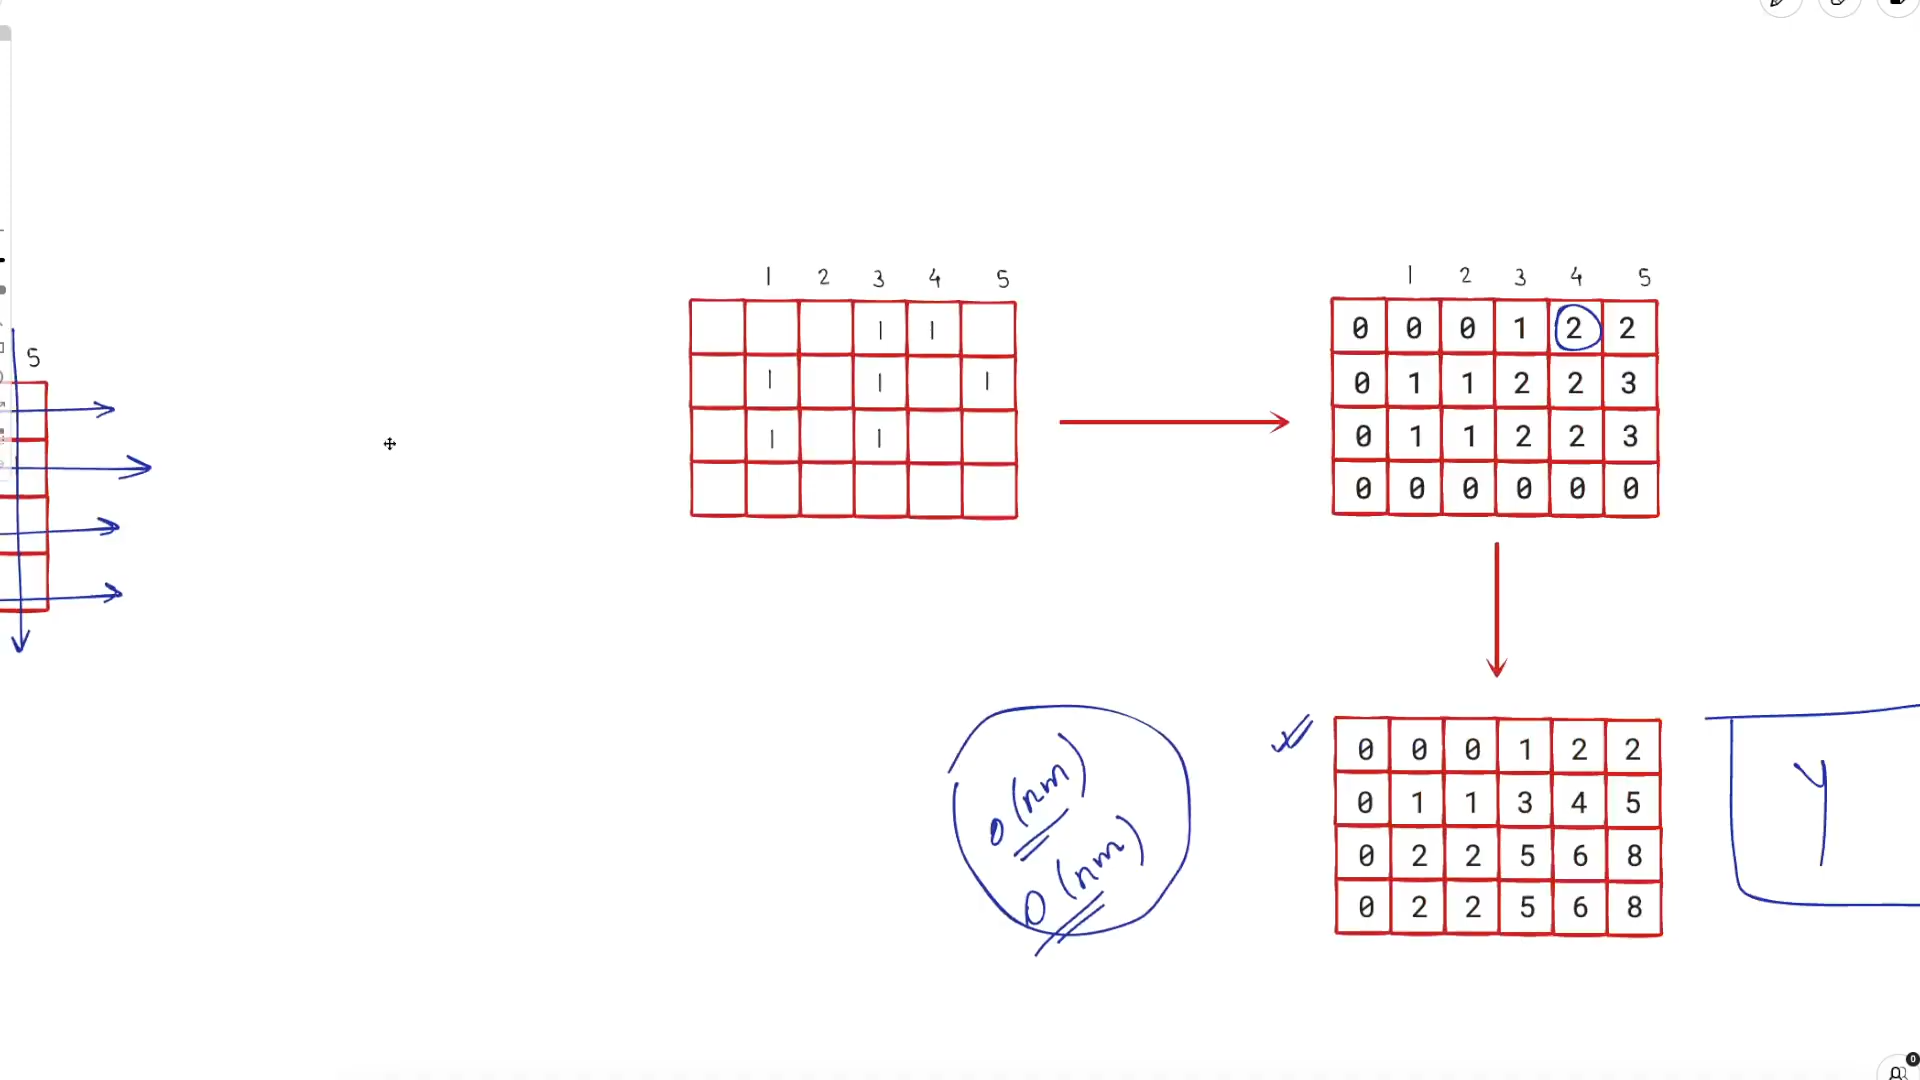 5
1 2 3 4 5
1 1
1 1 1
1 1
1 2 3 4 5
0 0 0 1 2 2
0 1 1 2 2 3
0 1 1 2 2 3
0 0 0 0 0 0
O(nm)
O(nm)
0 0 0 1 2 2
0 1 1 3 4 5
0 2 2 5 6 8
0 2 2 5 6 8
0